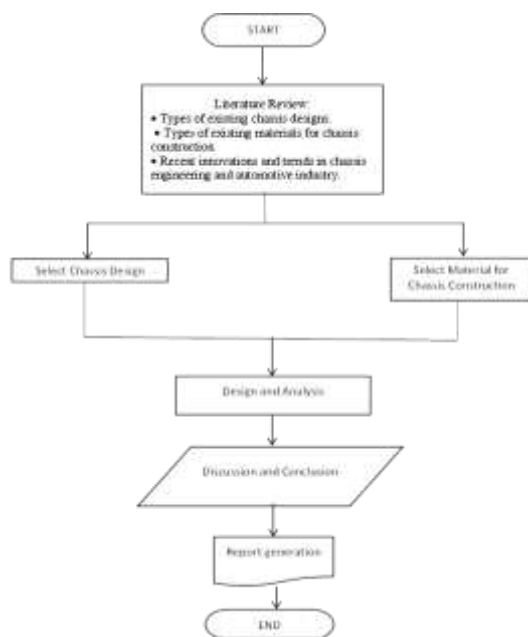 START
Literature Review:
• Types of existing chassis designs.
• Types of existing materials for chassis
construction.
• Recent innovations and trends in chassis
engineering and automotive industry.
Select Chassis Design
Select Material for
Chassis Construction
Design and Analysis
Discussion and Conclusion
Report generation
END